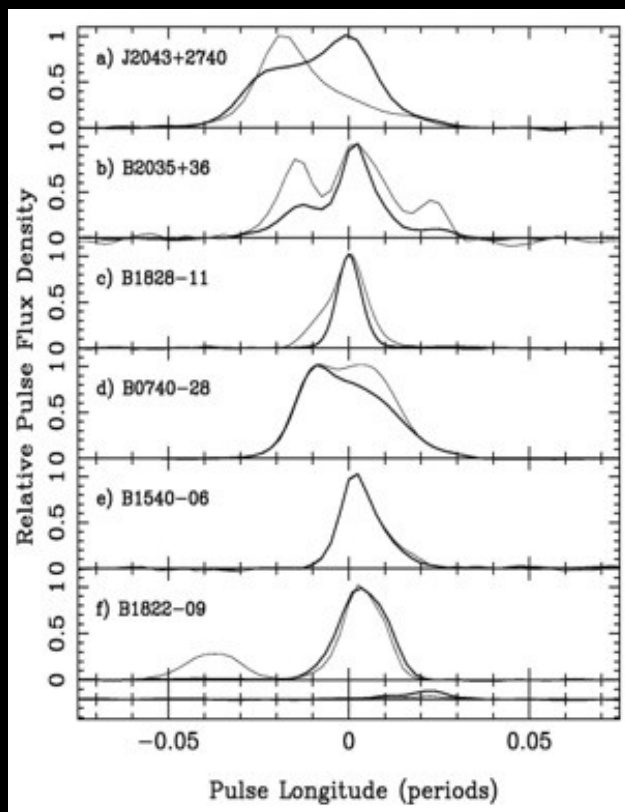 Relative Pulse Flux Density
1
a) J2043+2740
0.5
0
1
b) B2035+36
0.5
0
1
c) B1828−11
0.5
0
1
d) B0740−28
0.5
0
1
e) B1540−06
0.5
0
1
f) B1822−09
0.5
0
−0.05 0 0.05
Pulse Longitude (periods)